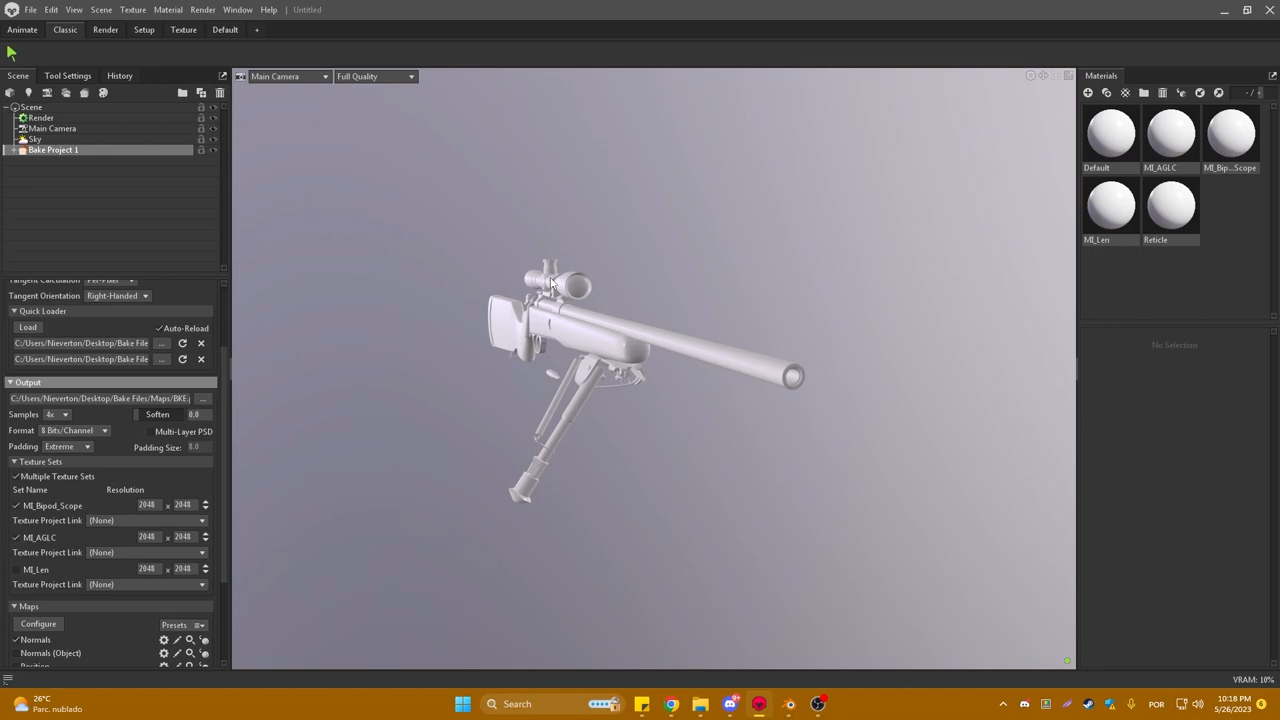 File Edit View Scene Texture Material Render Window Help Untitled
Animate Classic Render Setup Texture Default +
Scene Tool Settings History
Main Camera Full Quality
Materials
- /
Scene
Render
Main Camera
Sky
Bake Project 1
Default MI_AGLC MI_Bip...Scope
MI_Len Reticle
Tangent Calculation Per-Pixel
Tangent Orientation Right-Handed
Quick Loader
Load Auto-Reload
C:/Users/Nieverton/Desktop/Bake File ...
C:/Users/Nieverton/Desktop/Bake File ...
Output
C:/Users/Nieverton/Desktop/Bake Files/Maps/BKE.p ...
Samples 4x Soften 0.0
Format 8 Bits/Channel Multi-Layer PSD
Padding Extreme Padding Size: 8.0
Texture Sets
Multiple Texture Sets
Set Name Resolution
MI_Bipod_Scope 2048 x 2048
Texture Project Link (None)
MI_AGLC 2048 x 2048
Texture Project Link (None)
MI_Len 2048 x 2048
Texture Project Link (None)
Maps
Configure Presets
Normals
Normals (Object)
Position
No Selection
VRAM: 10%
26°C
Parc. nublado
Search
POR
10:18 PM
5/26/2023
6